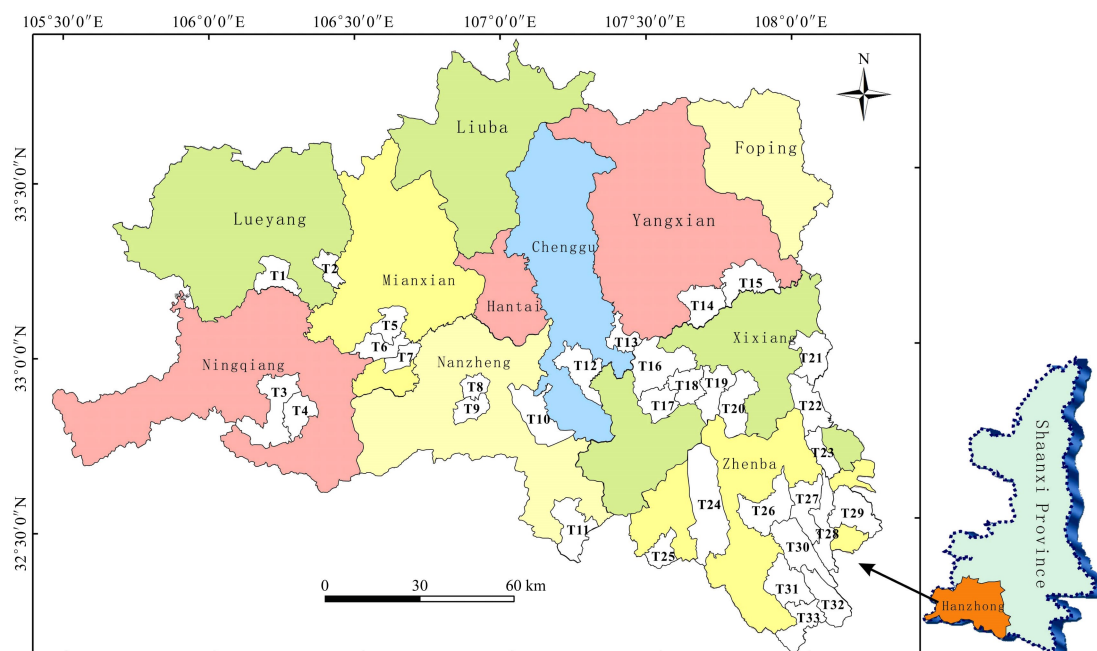 105°30′0″E 106°0′0″E 106°30′0″E 107°0′0″E 107°30′0″E 108°0′0″E
N
33°30′0″N
33°0′0″N
32°30′0″N
Liuba
Foping
Lueyang
Yangxian
Chenggu
Mianxian
Hantai
Xixiang
Ningqiang
Nanzheng
Zhenba
T1
T2
T3
T4
T5
T6
T7
T8
T9
T10
T11
T12
T13
T14
T15
T16
T17
T18
T19
T20
T21
T22
T23
T24
T25
T26
T27
T28
T29
T30
T31
T32
T33
0 30 60 km
Shaanxi Province
Hanzhong